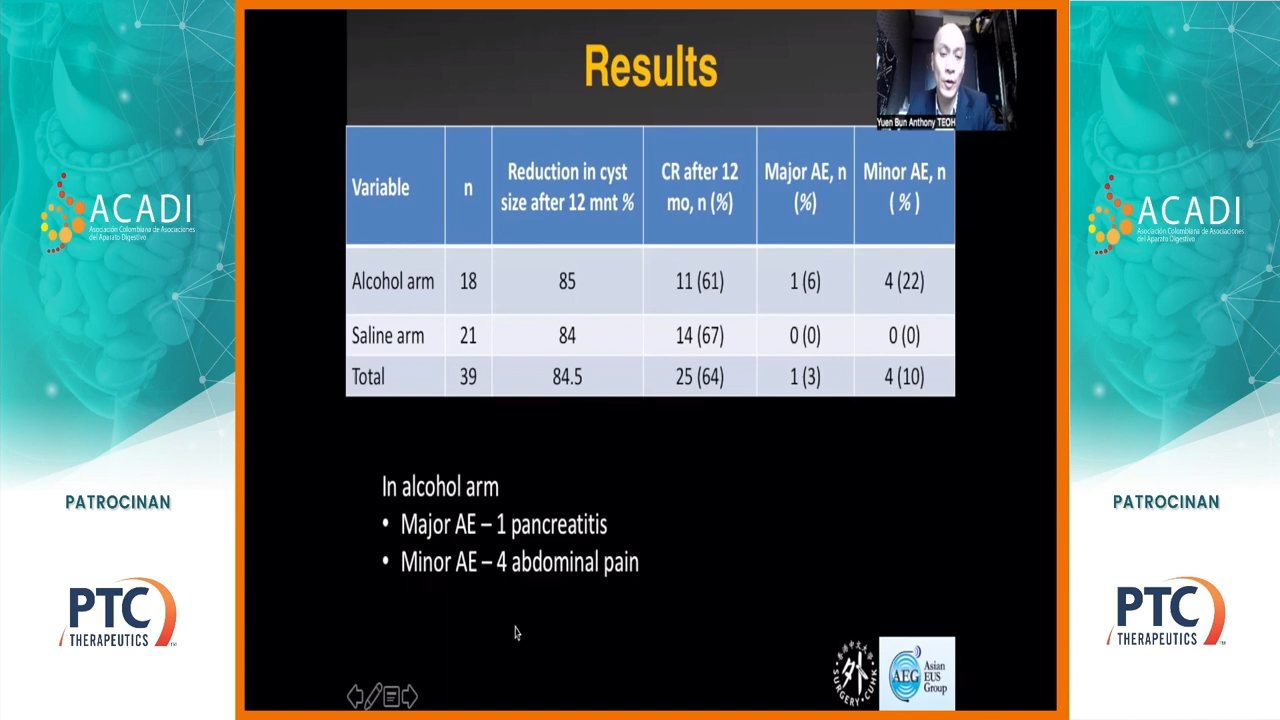 Results
Yuen Bun Anthony TEOH
Variable
n
Reduction in cyst
size after 12 mnt %
CR after 12
mo, n (%)
Major AE, n
(%)
Minor AE, n
( % )
Alcohol arm 18 85 11 (61) 1 (6) 4 (22)
Saline arm 21 84 14 (67) 0 (0) 0 (0)
Total 39 84.5 25 (64) 1 (3) 4 (10)
In alcohol arm
• Major AE – 1 pancreatitis
• Minor AE – 4 abdominal pain
SURGERY·CUHK
外
AEG
Asian
EUS
Group
ACADI
Asociación Colombiana de Asociaciones
del Aparato Digestivo
PATROCINAN
PTC
THERAPEUTICS
ACADI
Asociación Colombiana de Asociaciones
del Aparato Digestivo
PATROCINAN
PTC
THERAPEUTICS